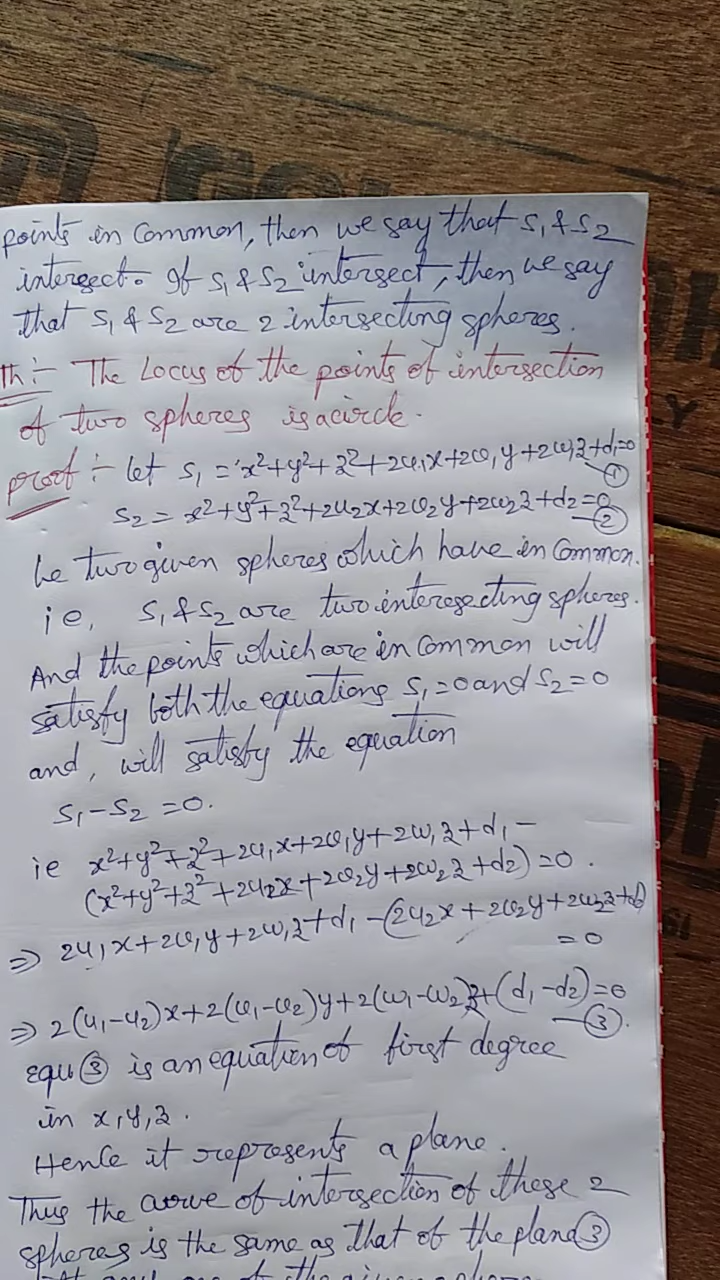 points in common, then we say that S₁ & S₂
intersect. If S₁ & S₂ intersect, then we say
that S₁ & S₂ are 2 intersecting spheres.
Th :- The Locus of the points of intersection
of two spheres is a circle.
proof :- let S₁ = x²+y²+z²+2u₁x+2v₁y+2w₁z+d₁=0 —①
S₂ = x²+y²+z²+2u₂x+2v₂y+2w₂z+d₂=0 —②
be two given spheres which have in common.
ie, S₁ & S₂ are two intersecting spheres.
And the points which are in common will
satisfy both the equations S₁=0 and S₂=0
and, will satisfy the equation
S₁-S₂ =0.
ie x²+y²+z²+2u₁x+2v₁y+2w₁z+d₁-
(x²+y²+z²+2u₂x+2v₂y+2w₂z+d₂)=0.
⇒ 2u₁x+2v₁y+2w₁z+d₁-(2u₂x+2v₂y+2w₂z+d₂)
=0
⇒ 2(u₁-u₂)x+2(v₁-v₂)y+2(w₁-w₂)z+(d₁-d₂)=0
—③.
equ ③ is an equation of first degree
in x,y,z.
Hence it represents a plane.
Thus the curve of intersection of these 2
spheres is the same as that of the plane ③
of the given